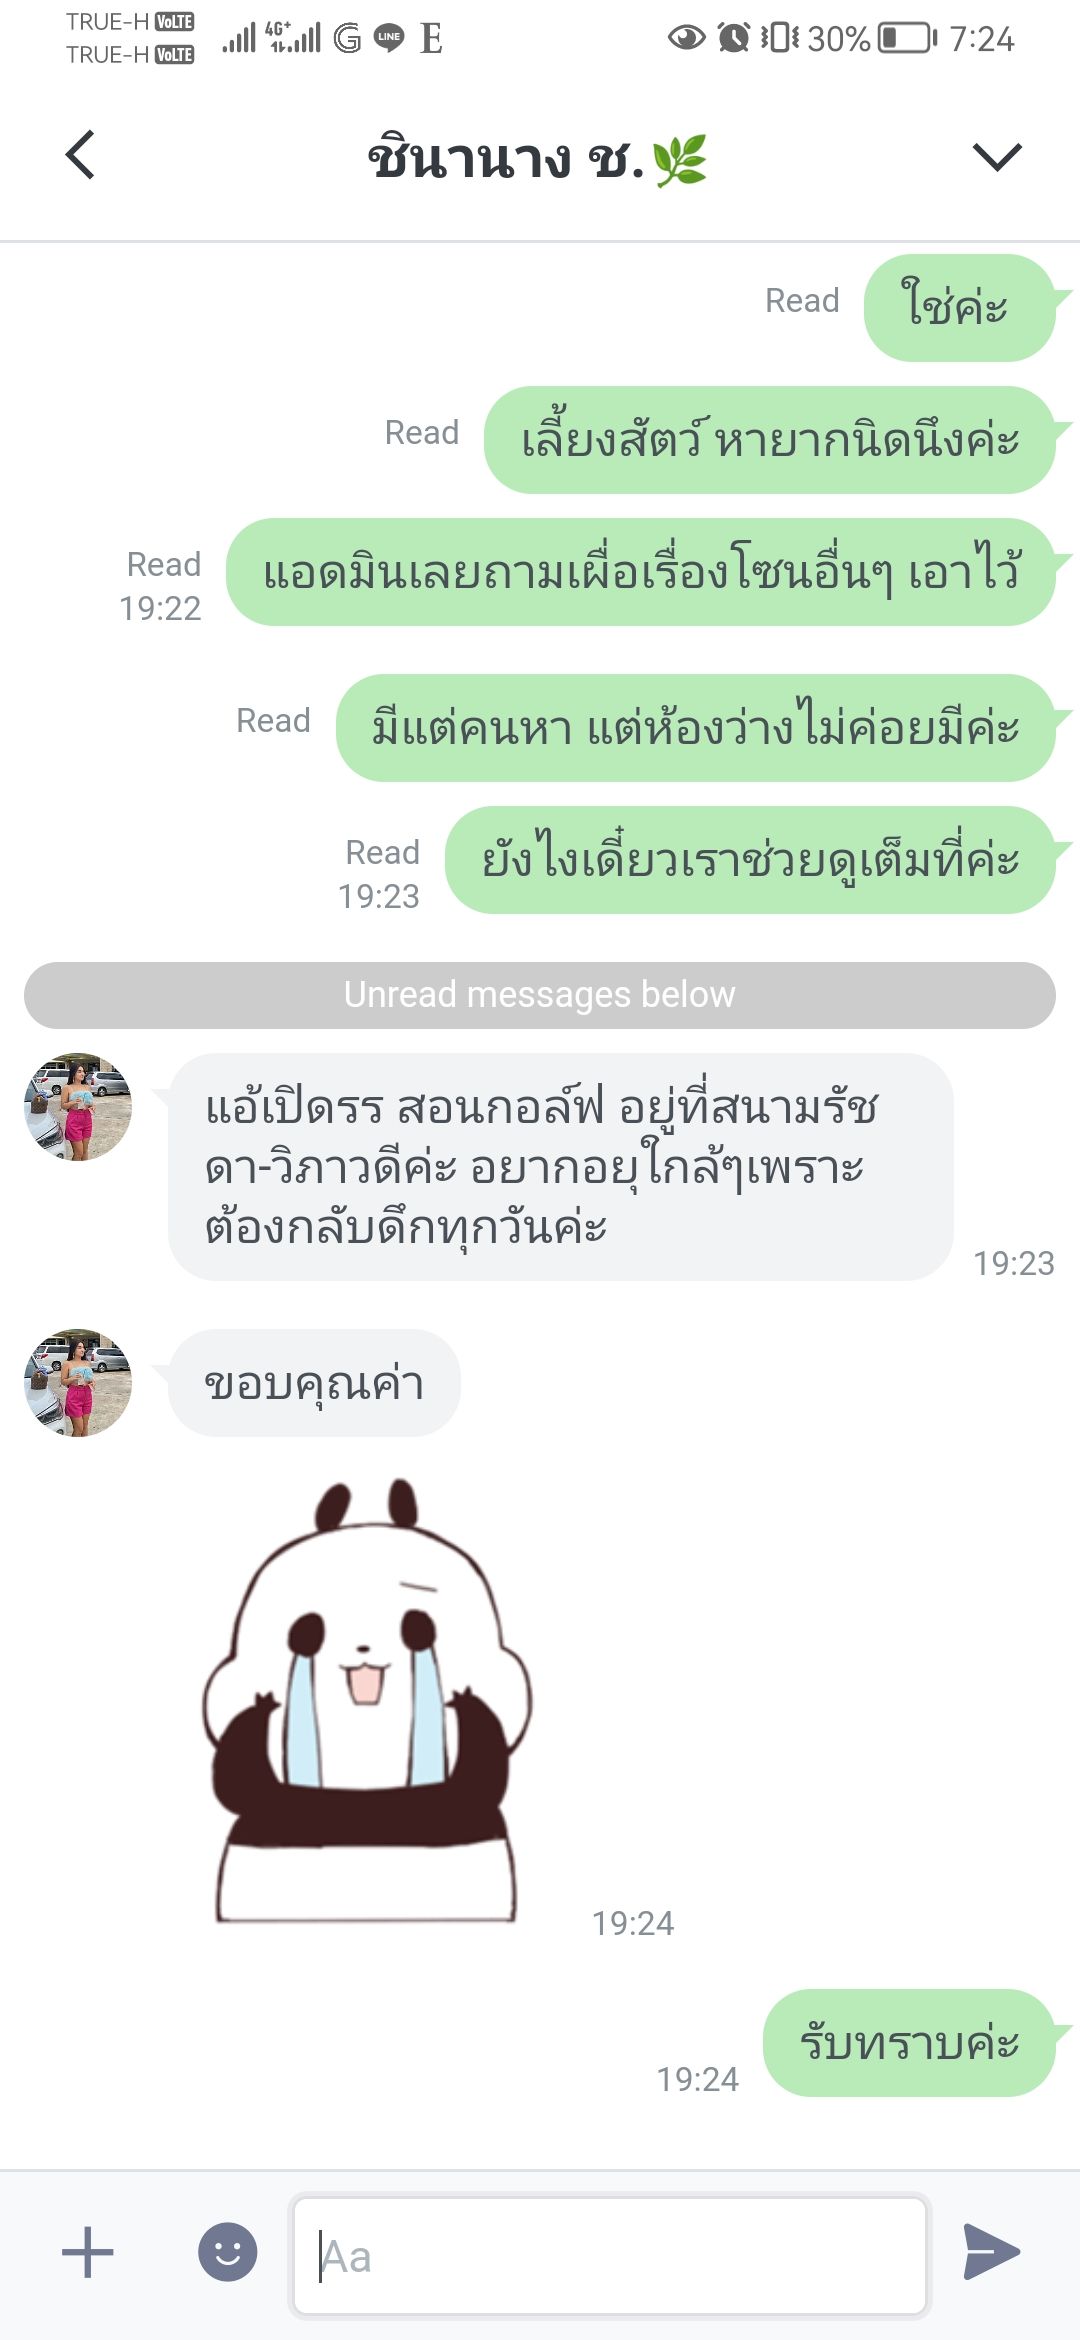 TRUE-H VoLTE
TRUE-H VoLTE
4G+
G
LINE
E
30%
7:24
ชินานาง ช.🌿
Read
ใช่ค่ะ
Read
เลี้ยงสัตว์ หายากนิดนึงค่ะ
Read
19:22
แอดมินเลยถามเผื่อเรื่องโซนอื่นๆ เอาไว้
Read
มีแต่คนหา แต่ห้องว่างไม่ค่อยมีค่ะ
Read
19:23
ยังไงเดี๋ยวเราช่วยดูเต็มที่ค่ะ
Unread messages below
แอ้เปิดรร สอนกอล์ฟ อยู่ที่สนามรัช
ดา-วิภาวดีค่ะ อยากอยุใกล้ๆเพราะ
ต้องกลับดึกทุกวันค่ะ
19:23
ขอบคุณค่า
19:24
รับทราบค่ะ
19:24
Aa